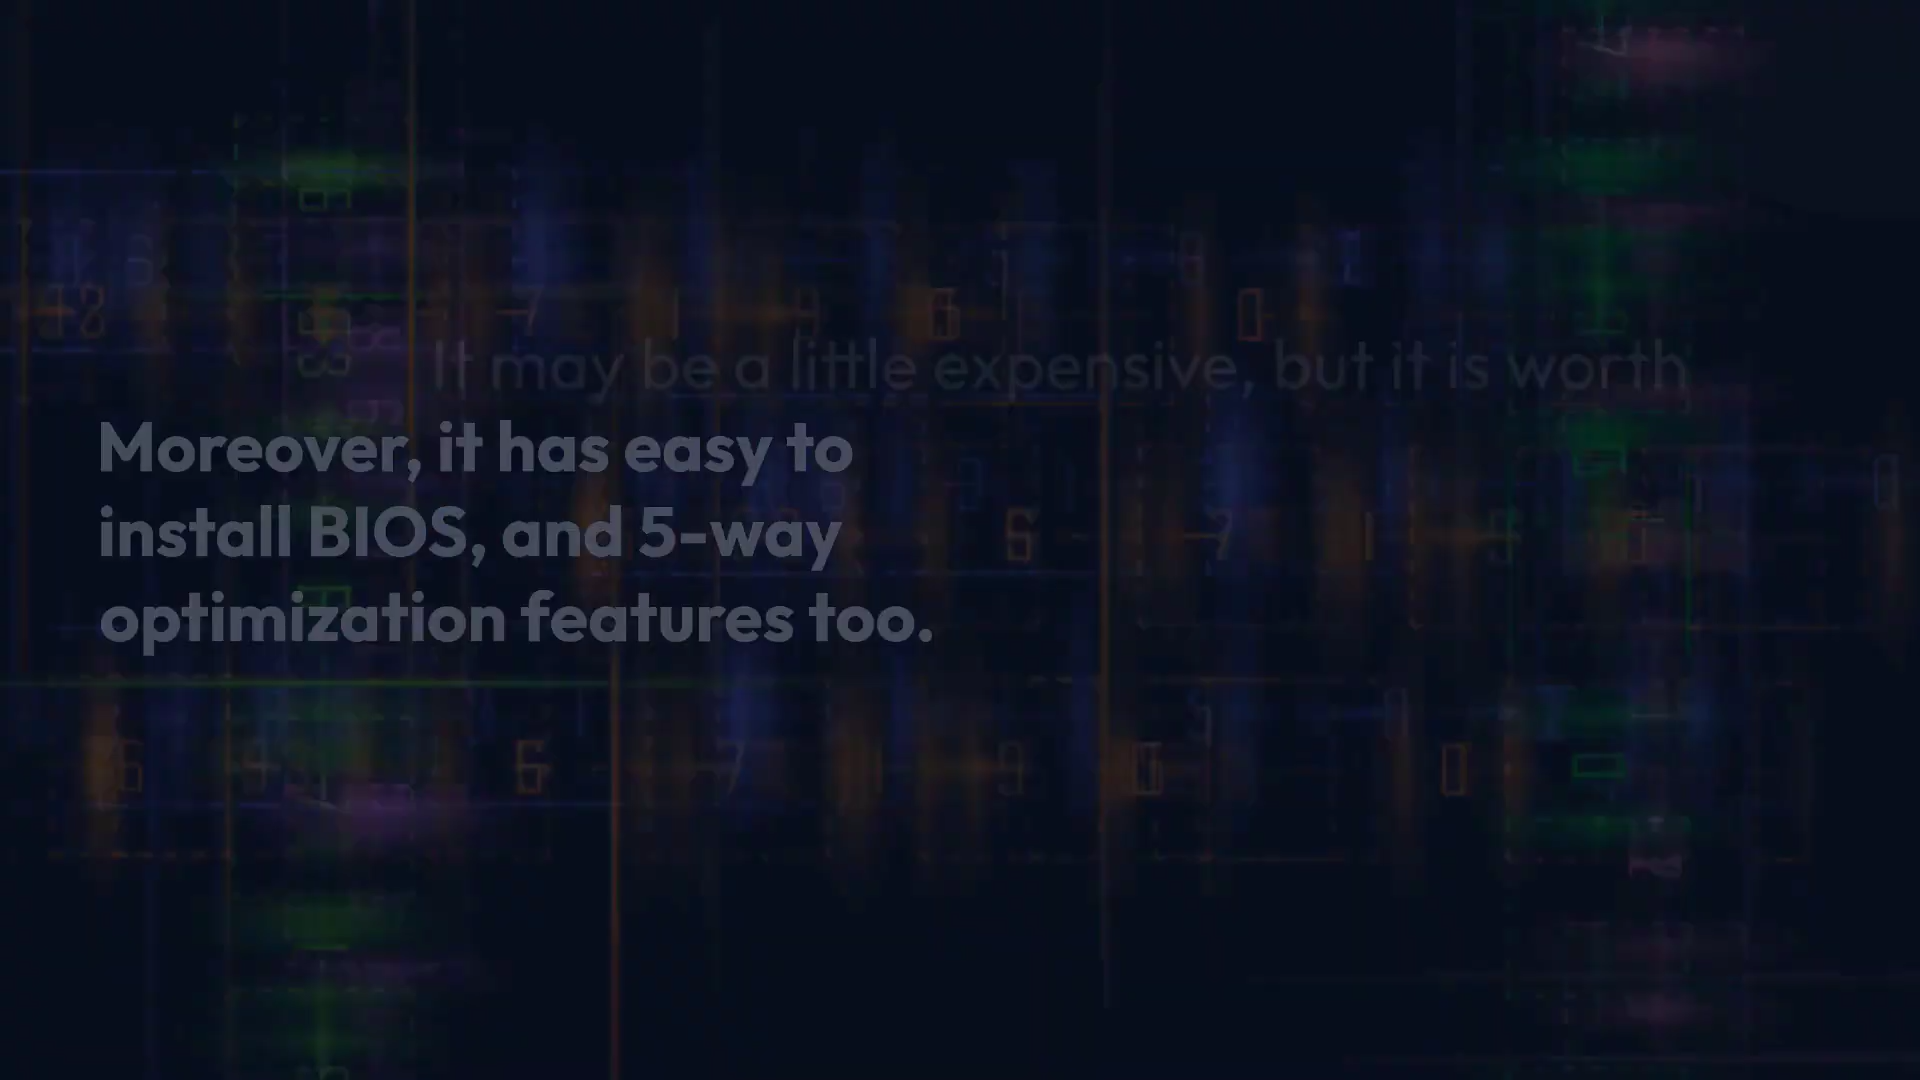 It may be a little expensive, but it is worth
Moreover, it has easy to
install BIOS, and 5-way
optimization features too.